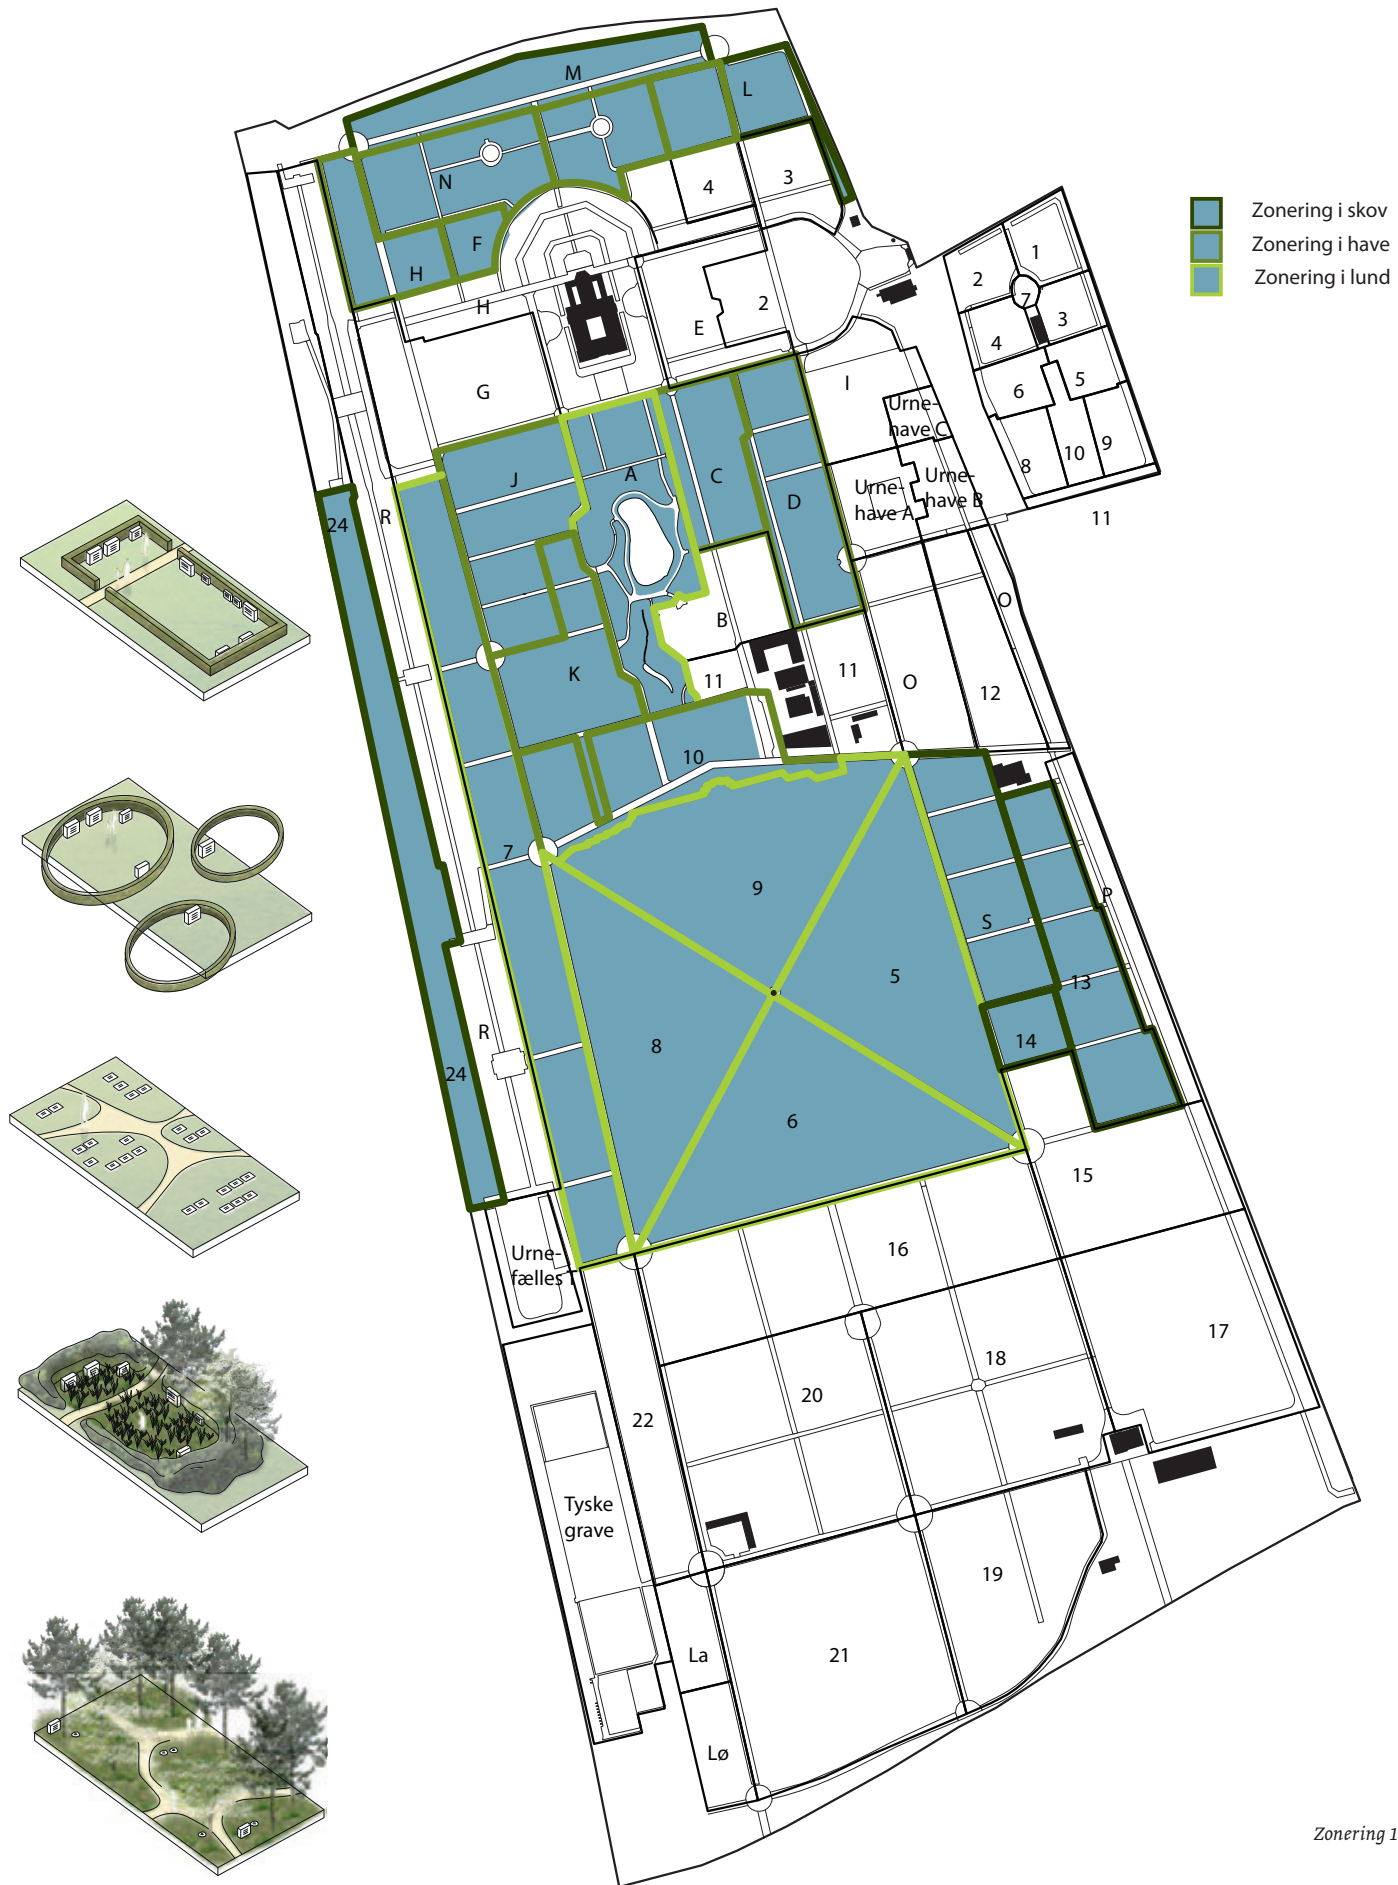 M
L
N
4
3
F
H
H
2
E
G
I
Urne-
have C
J
A
C
D
Urne-
have A
Urne-
have B
R
24
B
11
11
K
O
O
12
10
7
9
S
P
5
13
14
8
R
24
6
15
16
Urne-
fælles T
17
18
20
22
Tyske
grave
19
21
La
Lø
1
2
7
3
4
5
6
9
10
8
11
Zonering i skov
Zonering i have
Zonering i lund
Zonering 1